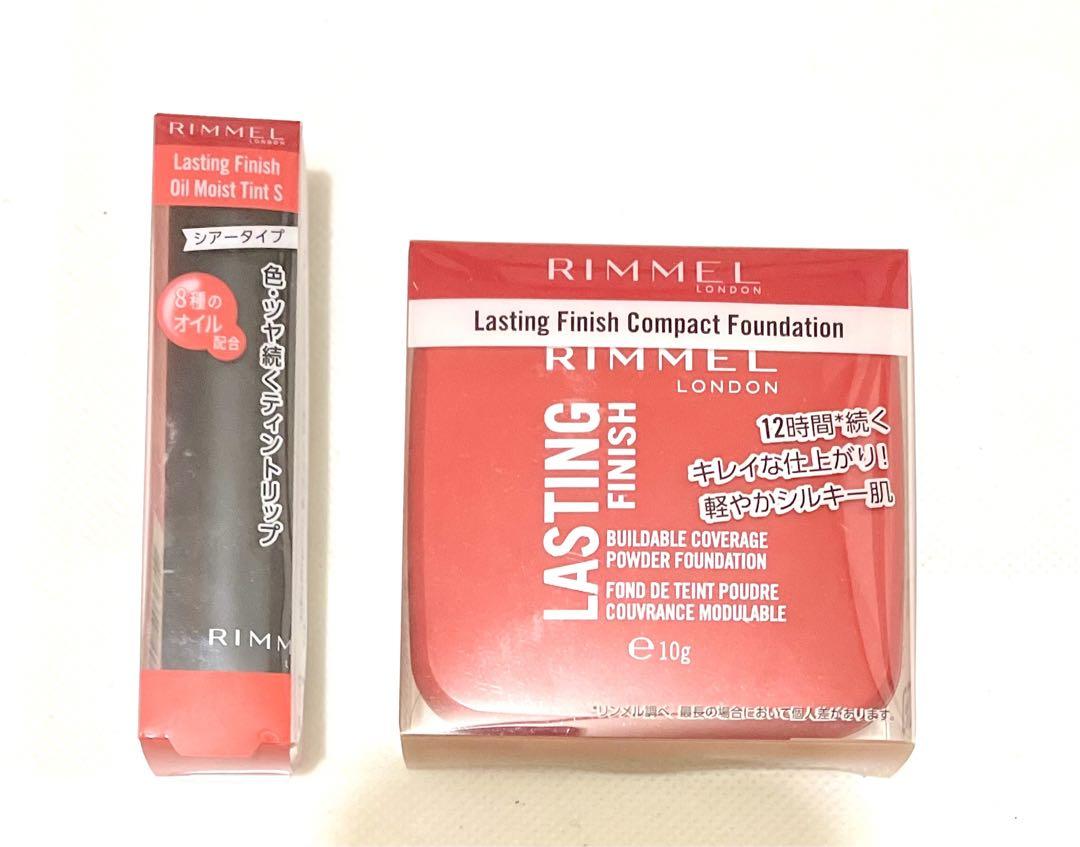 RIMMEL
LONDON
Lasting Finish
Oil Moist Tint S
シアータイプ
8種の
オイル
配合
色・ツヤ続くティントリップ
RIMM
RIMMEL
LONDON
Lasting Finish Compact Foundation
RIMMEL
LONDON
LASTING
FINISH
12時間*続く
キレイな仕上がり!
軽やかシルキー肌
BUILDABLE COVERAGE
POWDER FOUNDATION
FOND DE TEINT POUDRE
COUVRANCE MODULABLE
℮10g
*リンメル調べ 最長の場合において個人差があります。